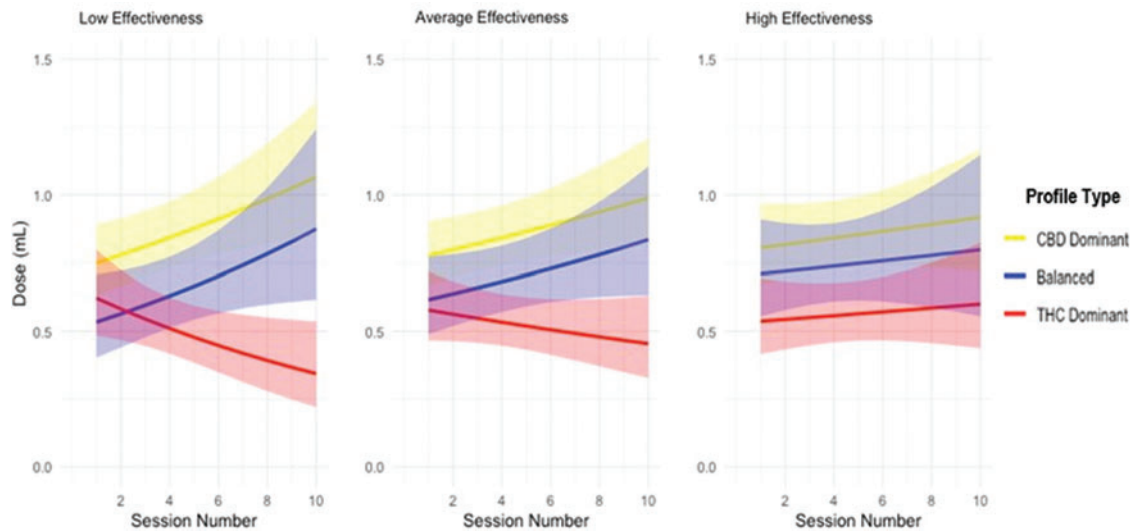 Low Effectiveness
Average Effectiveness
High Effectiveness
Dose (mL)
1.5
1.0
0.5
0.0
2 4 6 8 10
Session Number
1.5
1.0
0.5
0.0
2 4 6 8 10
Session Number
1.5
1.0
0.5
0.0
2 4 6 8 10
Session Number
Profile Type
CBD Dominant
Balanced
THC Dominant